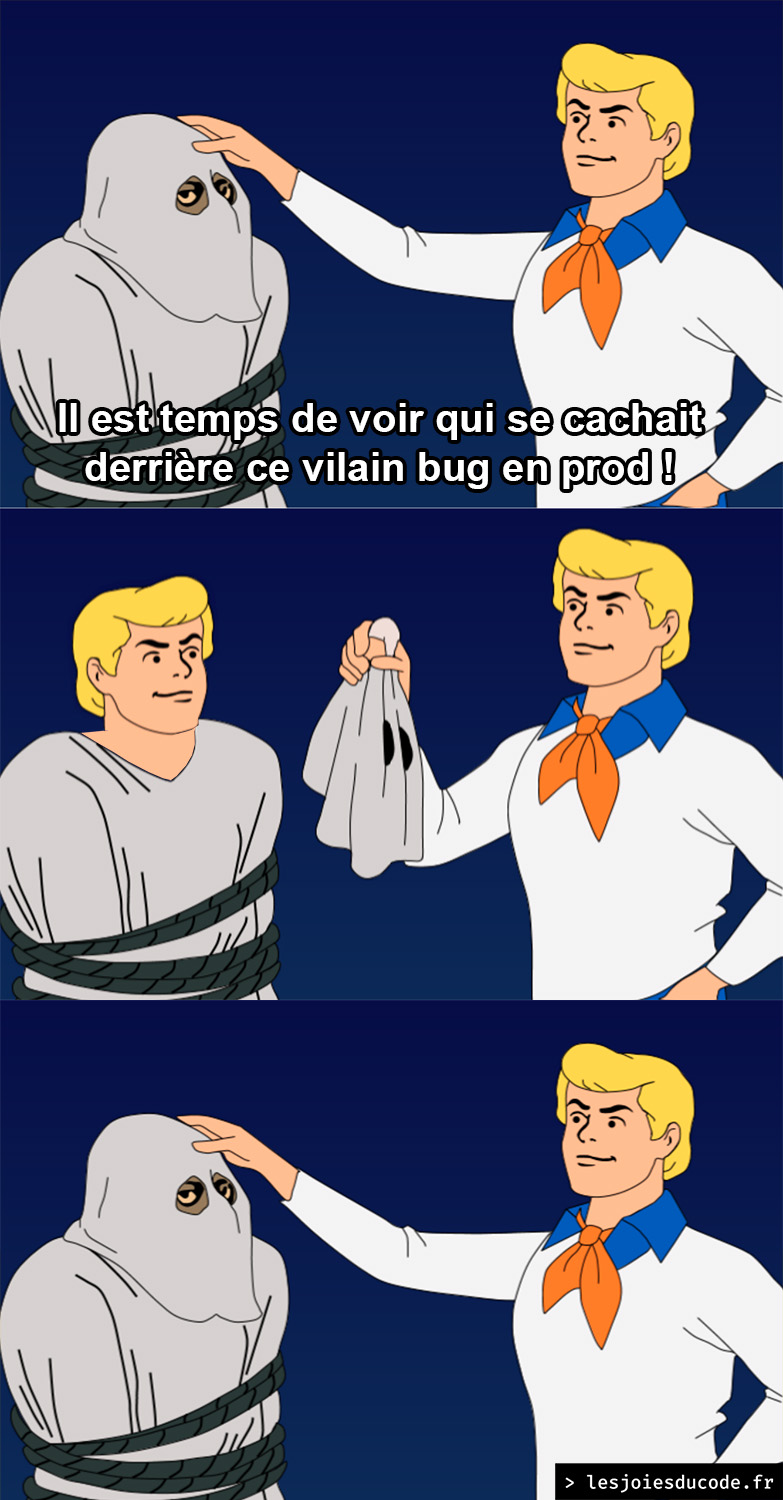 Il est temps de voir qui se cachait
derrière ce vilain bug en prod !
> lesjoiesducode.fr